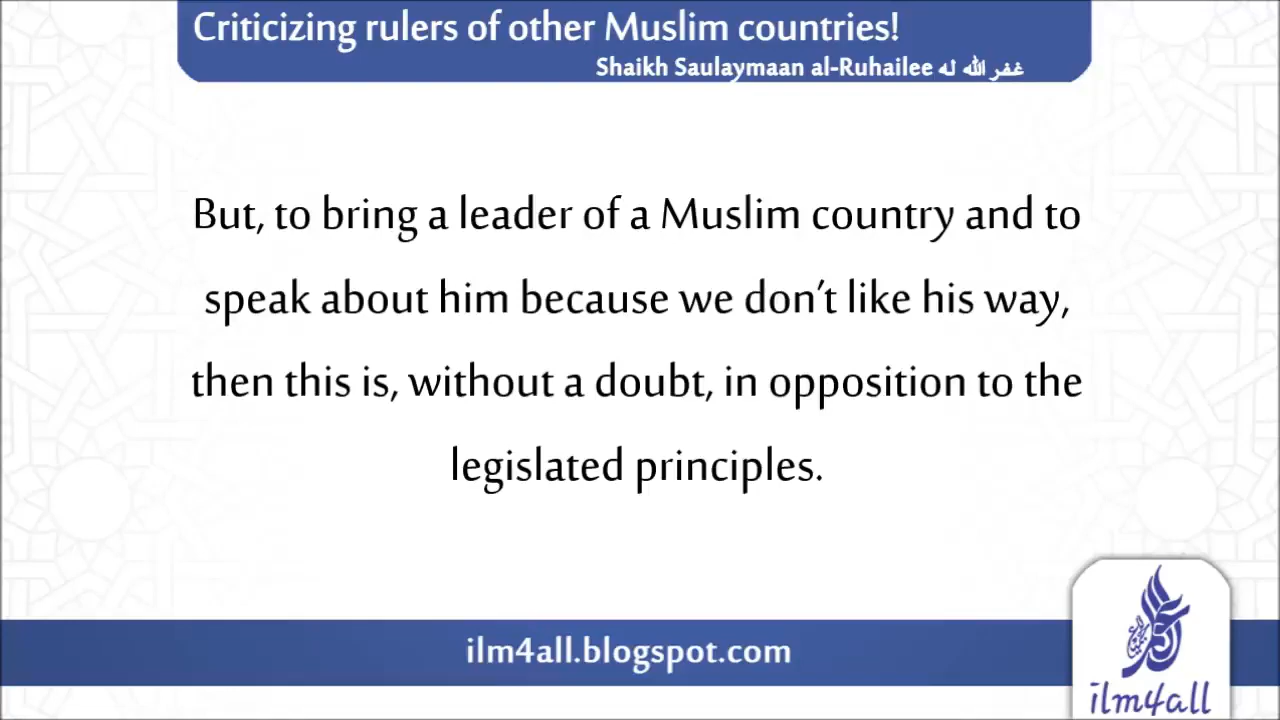 Criticizing rulers of other Muslim countries!
Shaikh Saulaymaan al-Ruhailee غفر الله له
But, to bring a leader of a Muslim country and to
speak about him because we don't like his way,
then this is, without a doubt, in opposition to the
legislated principles.
ilm4all.blogspot.com
ilm4all